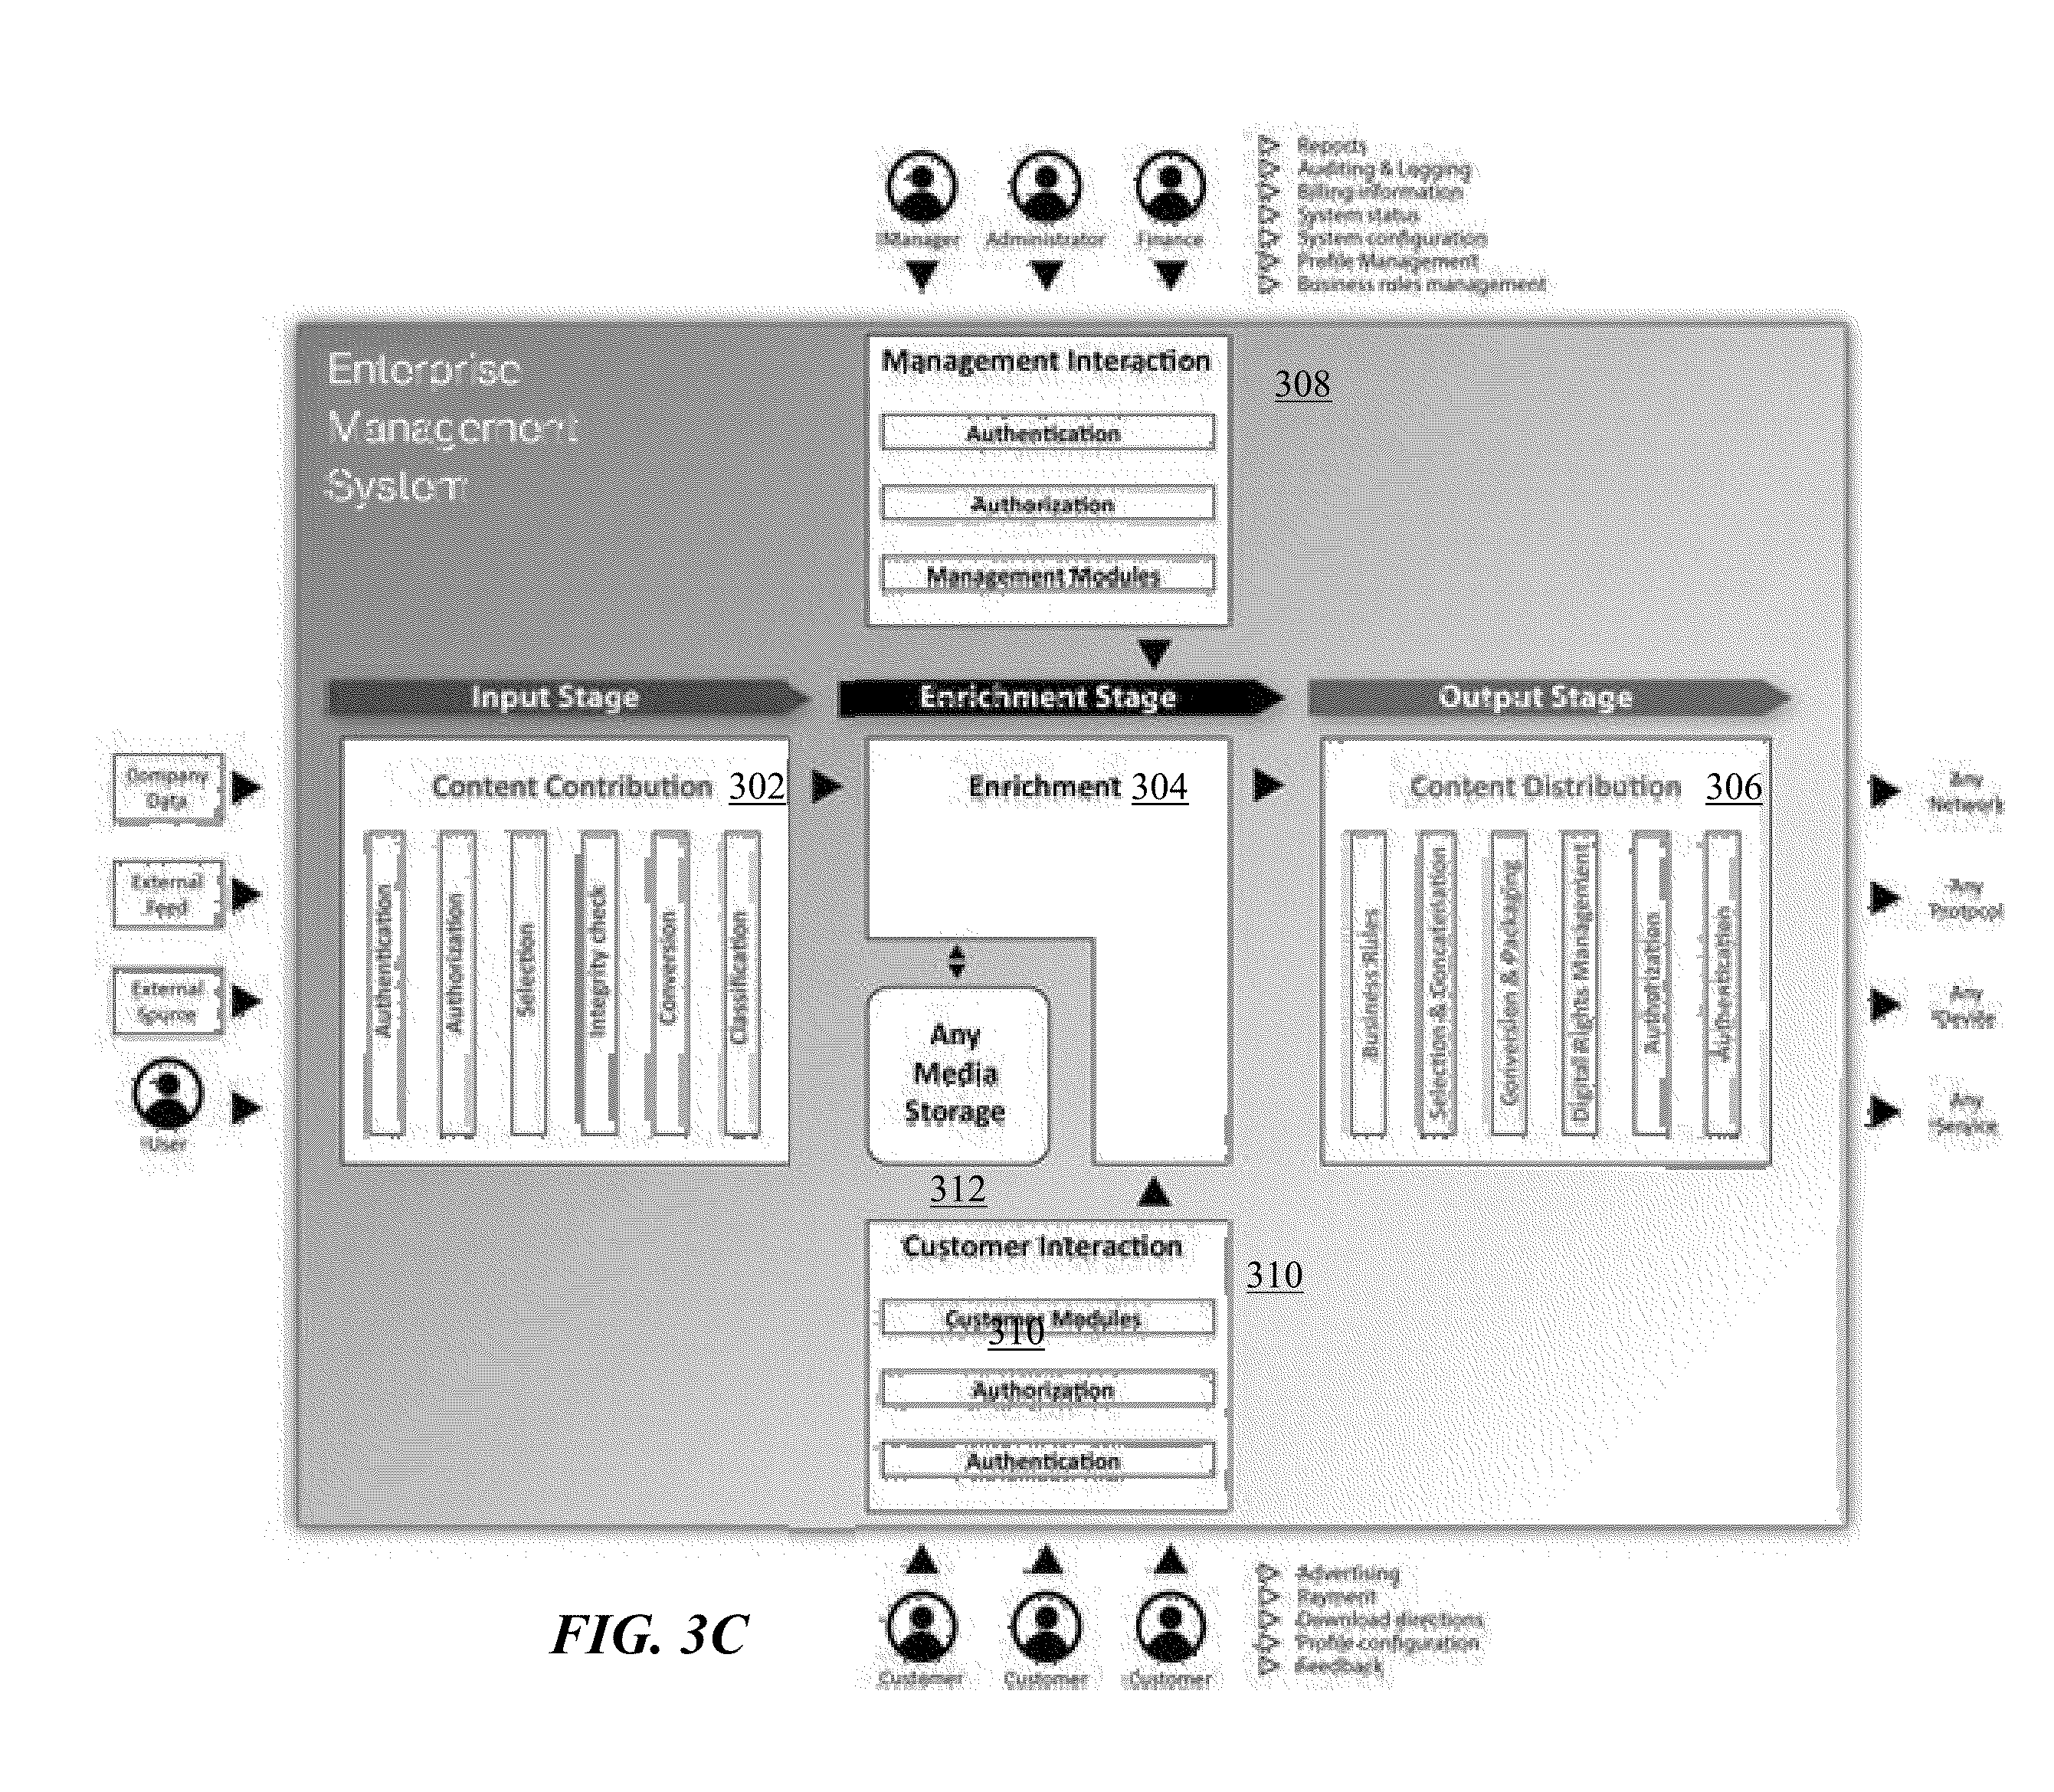 Manager
Administrator
Finance
Reports
Auditing & Logging
Billing information
System status
System configuration
Profile Management
Business roles management
Enterprise
Management
System
Management Interaction
308
Authentication
Authorization
Management Modules
Input Stage
Enrichment Stage
Output Stage
Company
Data
External
Feed
External
Source
User
Content Contribution 302
Authentication
Authorization
Selection
Integrity check
Conversion
Classification
Enrichment 304
Any
Media
Storage
312
Content Distribution 306
Business Rules
Selection & Concatenation
Conversion & Packaging
Digital Rights Management
Authorization
Authentication
Any
Network
Any
Protocol
Any
Device
Any
Service
Customer Interaction
310
Customer Modules
310
Authorization
Authentication
Customer
Customer
Customer
Advertising
Payment
Download directions
Profile configuration
Feedback
FIG. 3C